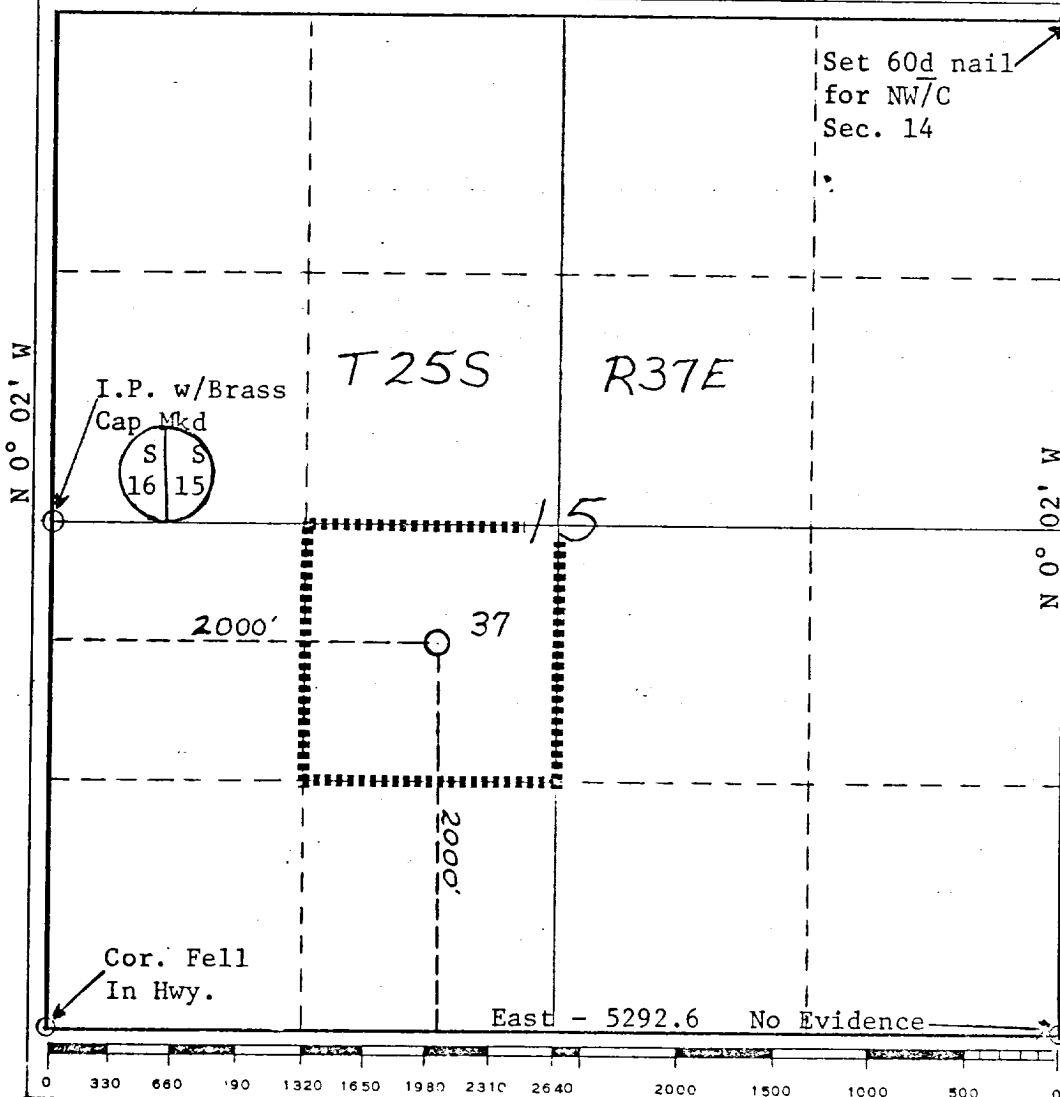 Set 60d nail
for NW/C
Sec. 14
T25S R37E
N 0° 02' W
I.P. w/Brass
Cap Mkd
S S
16 15
N 0° 02' W
15
2000'
37
2000'
Cor. Fell
In Hwy.
East - 5292.6 No Evidence
0 330 660 '90 1320 1650 1980 2310 2640 2000 1500 1000 500 0